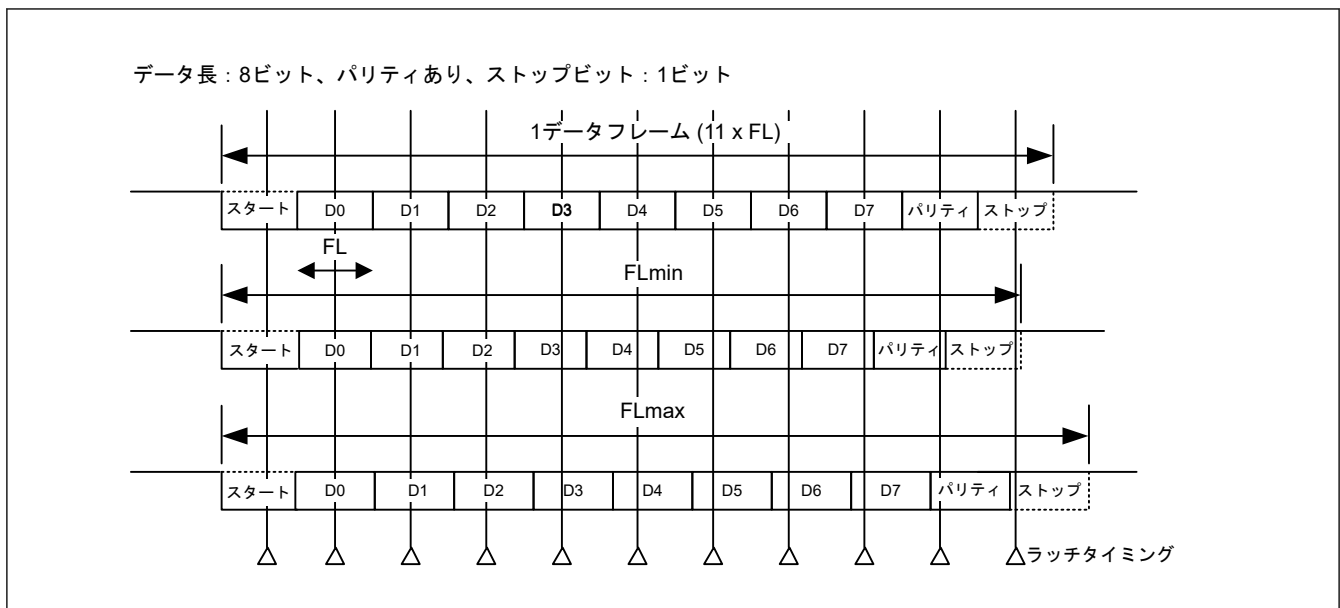 データ長：8ビット、パリティあり、ストップビット：1ビット
1データフレーム (11 x FL)
スタート D0 D1 D2 D3 D4 D5 D6 D7 パリティ ストップ
FL
FLmin
スタート D0 D1 D2 D3 D4 D5 D6 D7 パリティ ストップ
FLmax
スタート D0 D1 D2 D3 D4 D5 D6 D7 パリティ ストップ
ラッチタイミング